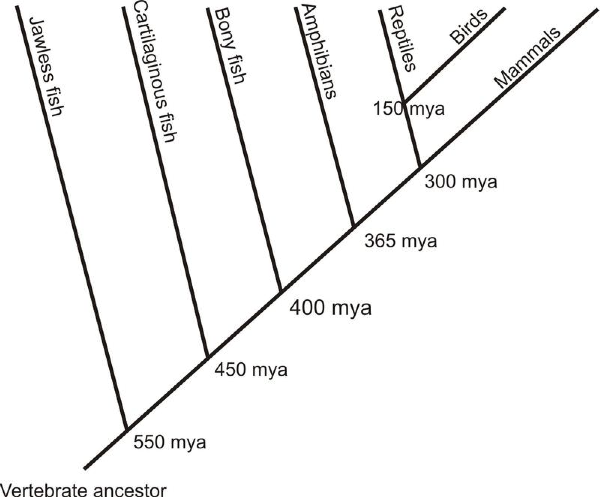 Jawless fish
Cartilaginous fish
Bony fish
Amphibians
Reptiles
Birds
Mammals
150 mya
300 mya
365 mya
400 mya
450 mya
550 mya
Vertebrate ancestor